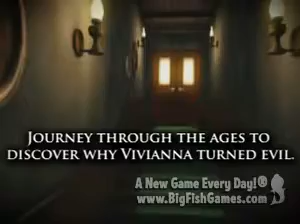 JOURNEY THROUGH THE AGES TO
DISCOVER WHY VIVIANNA TURNED EVIL.
A New Game Every Day!®
www.BigFishGames.com